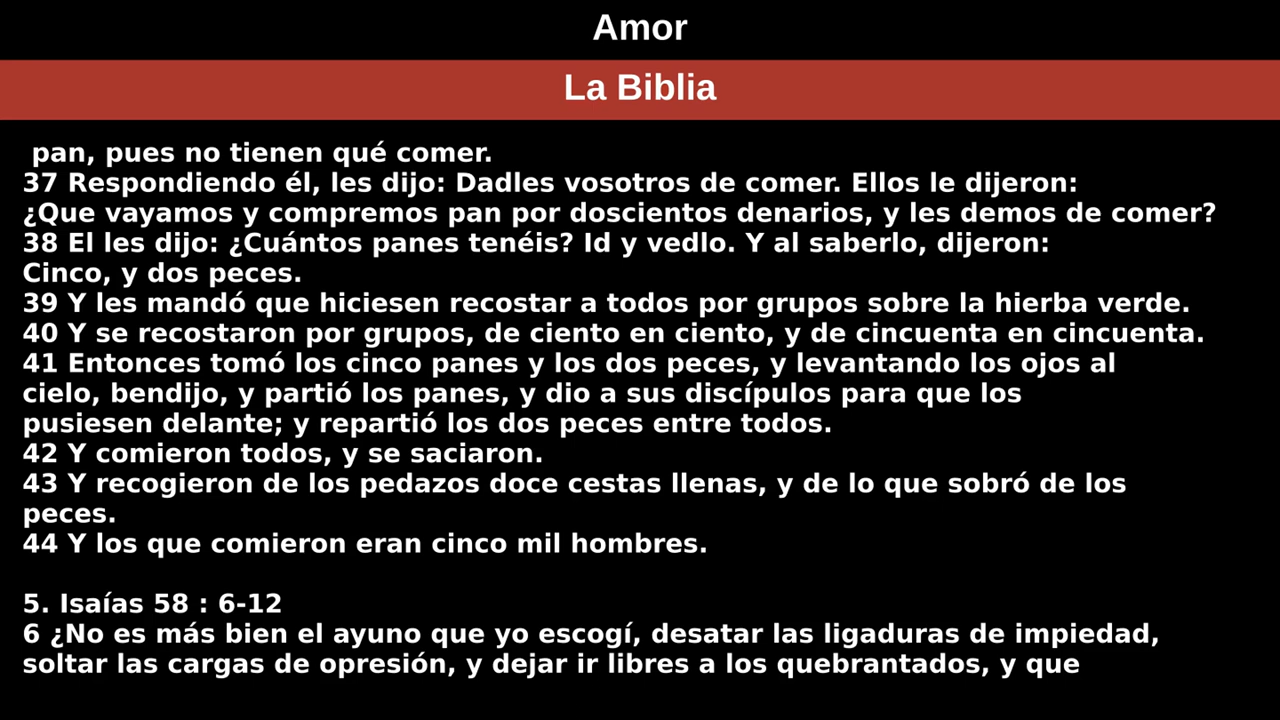 Amor
La Biblia
pan, pues no tienen qué comer.
37 Respondiendo él, les dijo: Dadles vosotros de comer. Ellos le dijeron:
¿Que vayamos y compremos pan por doscientos denarios, y les demos de comer?
38 El les dijo: ¿Cuántos panes tenéis? Id y vedlo. Y al saberlo, dijeron:
Cinco, y dos peces.
39 Y les mandó que hiciesen recostar a todos por grupos sobre la hierba verde.
40 Y se recostaron por grupos, de ciento en ciento, y de cincuenta en cincuenta.
41 Entonces tomó los cinco panes y los dos peces, y levantando los ojos al
cielo, bendijo, y partió los panes, y dio a sus discípulos para que los
pusiesen delante; y repartió los dos peces entre todos.
42 Y comieron todos, y se saciaron.
43 Y recogieron de los pedazos doce cestas llenas, y de lo que sobró de los
peces.
44 Y los que comieron eran cinco mil hombres.
5. Isaías 58 : 6-12
6 ¿No es más bien el ayuno que yo escogí, desatar las ligaduras de impiedad,
soltar las cargas de opresión, y dejar ir libres a los quebrantados, y que